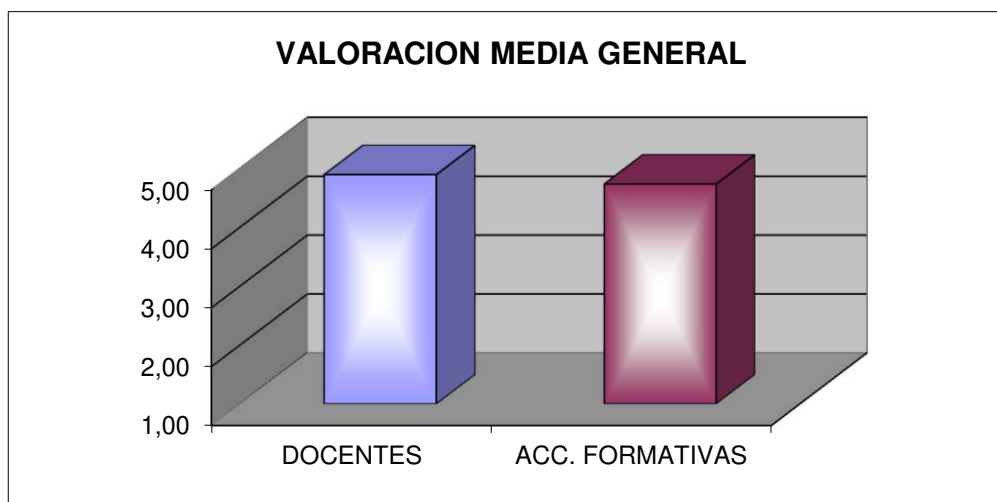 VALORACION MEDIA GENERAL
5,00
4,00
3,00
2,00
1,00
DOCENTES
ACC. FORMATIVAS